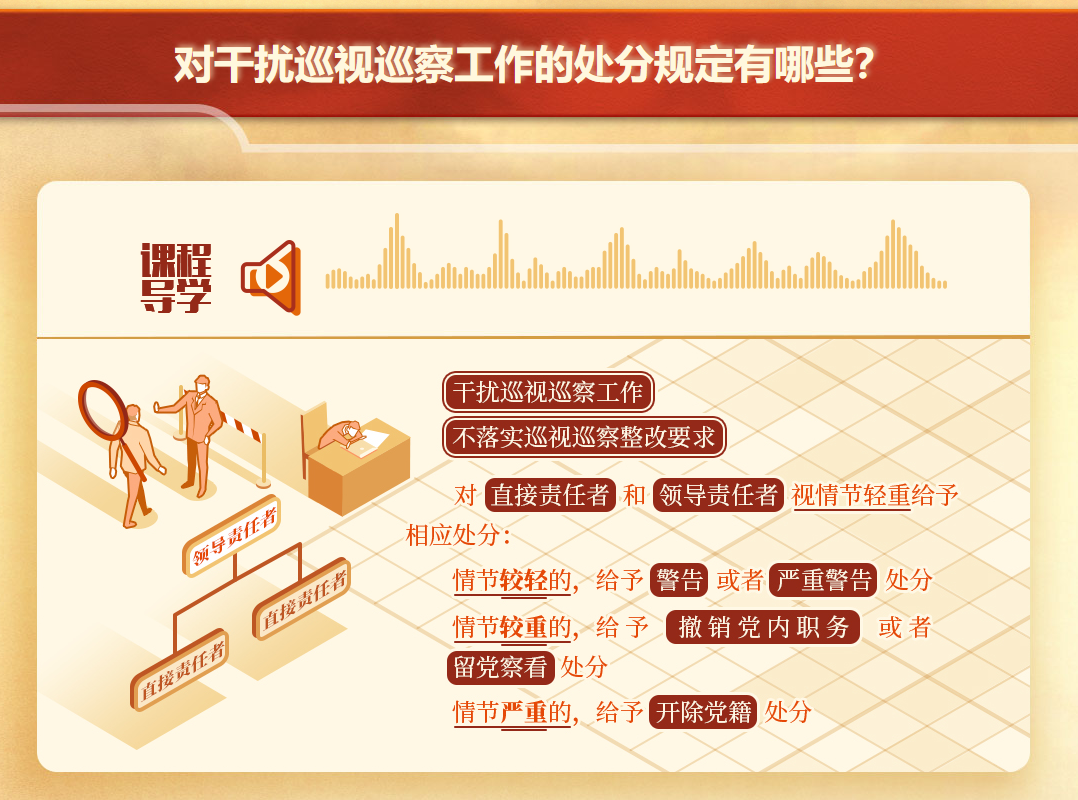 对干扰巡视巡察工作的处分规定有哪些？
课程
导学
干扰巡视巡察工作
不落实巡视巡察整改要求
对 直接责任者 和 领导责任者 视情节轻重给予
相应处分：
情节较轻的，给予 警告 或者 严重警告 处分
情节较重的，给予 撤销党内职务 或者
留党察看 处分
情节严重的，给予 开除党籍 处分
领导责任者
直接责任者
直接责任者